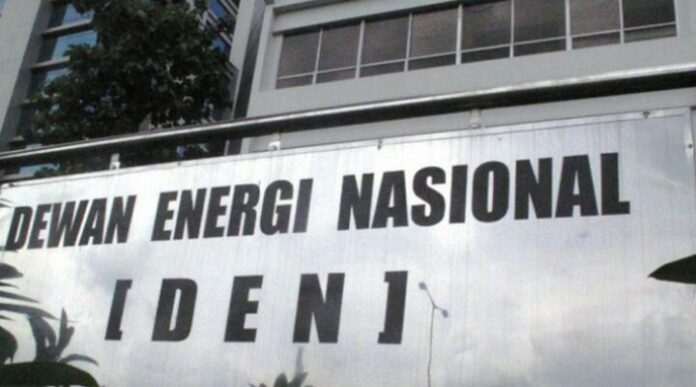 DEWAN ENERGI NASIONAL
[DEN]